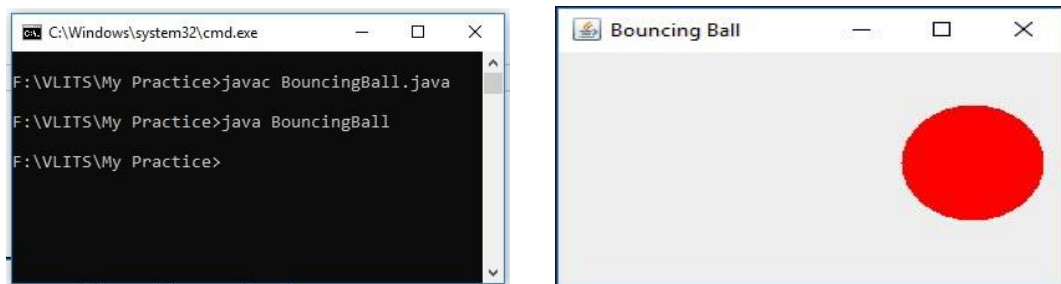 C:\Windows\system32\cmd.exe
F:\VLITS\My Practice>javac BouncingBall.java
F:\VLITS\My Practice>java BouncingBall
F:\VLITS\My Practice>
Bouncing Ball